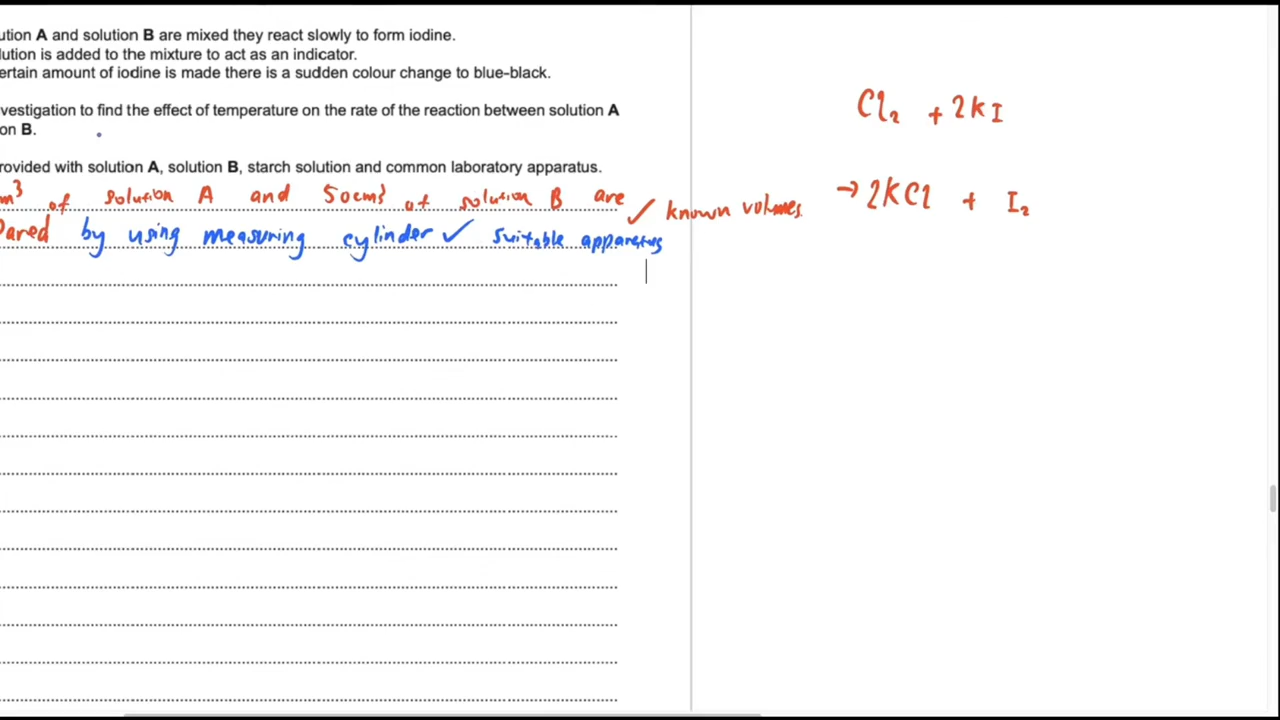 ution A and solution B are mixed they react slowly to form iodine.
lution is added to the mixture to act as an indicator.
ertain amount of iodine is made there is a sudden colour change to blue-black.
vestigation to find the effect of temperature on the rate of the reaction between solution A
on B.
rovided with solution A, solution B, starch solution and common laboratory apparatus.
m³ of solution A and 50cm³ of solution B are ✓ known volumes
pared by using measuring cylinder ✓ suitable apparatus
Cl₂ + 2KI
→ 2KCl + I₂